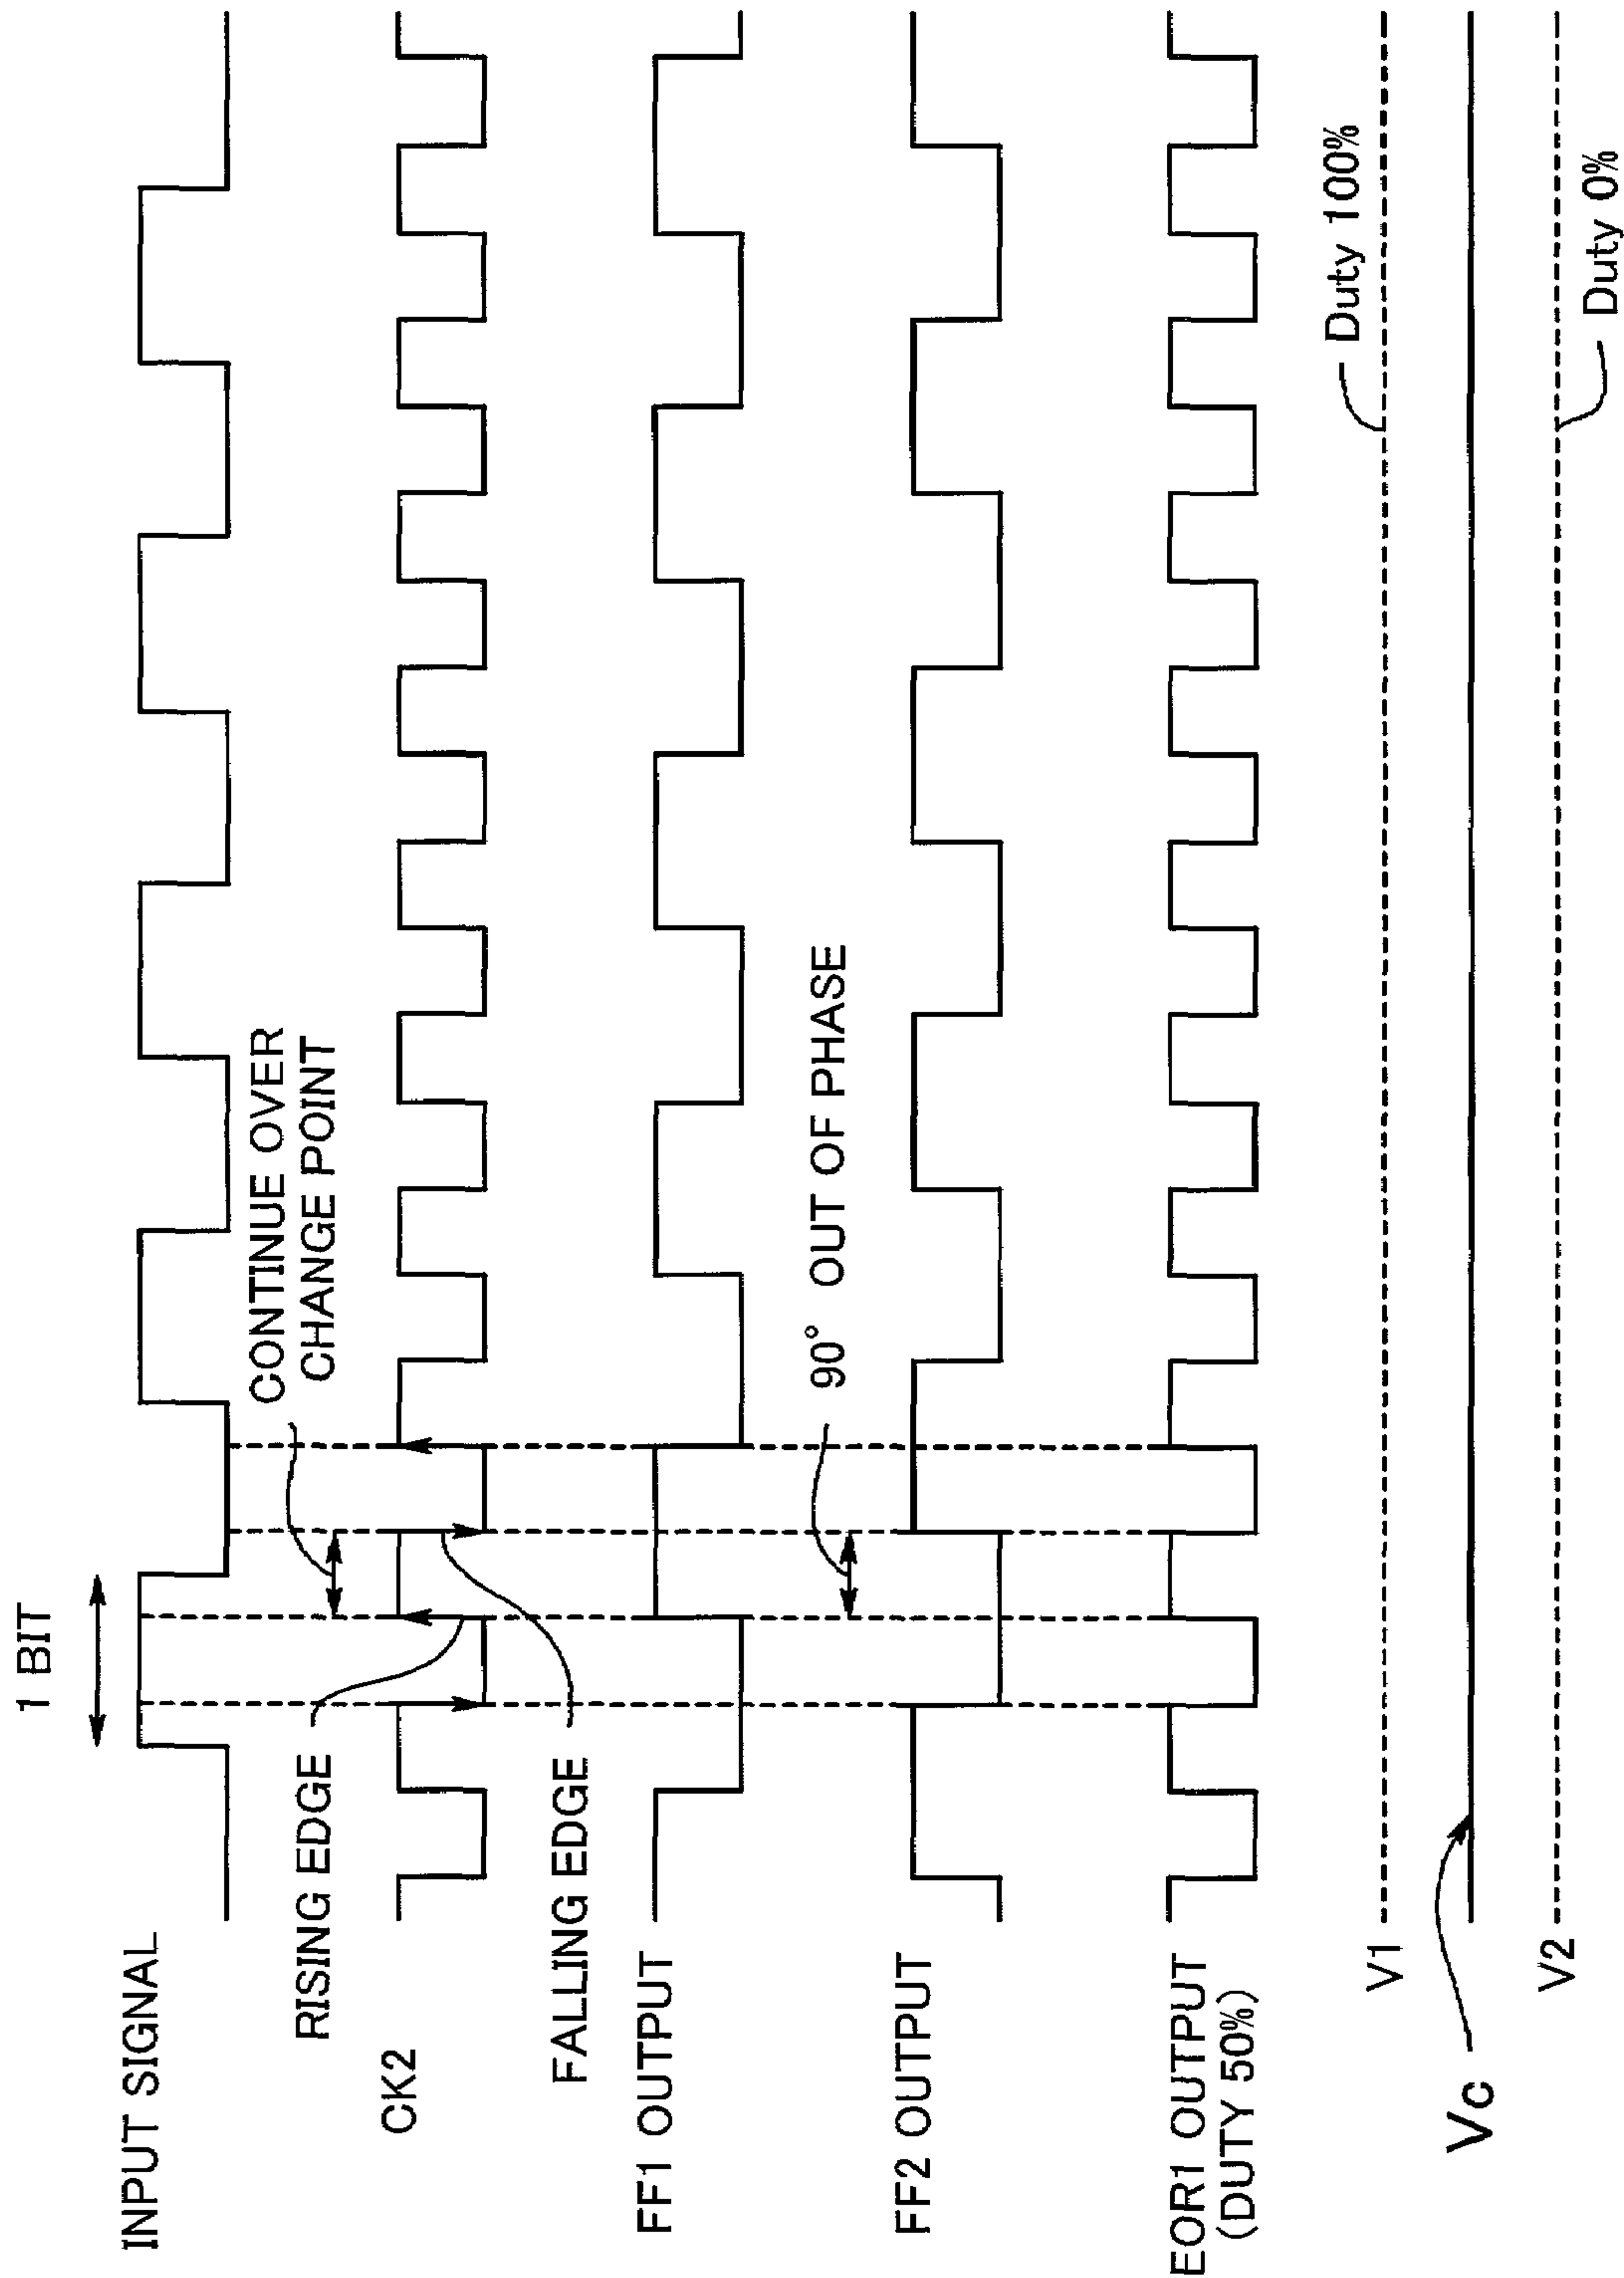 1 BIT
INPUT SIGNAL
CONTINUE OVER
CHANGE POINT
RISING EDGE
CK2
FALLING EDGE
FF1 OUTPUT
90° OUT OF PHASE
FF2 OUTPUT
EOR1 OUTPUT
(DUTY 50%)
Duty 100%
V1
Vc
V2
Duty 0%